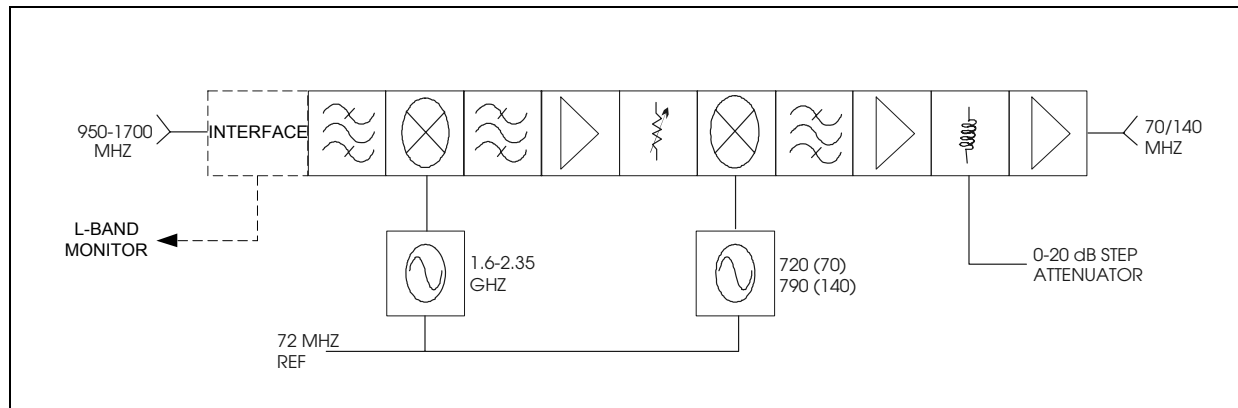 950-1700
MHZ
INTERFACE
70/140
MHZ
L-BAND
MONITOR
1.6-2.35
GHZ
720 (70)
790 (140)
0-20 dB STEP
ATTENUATOR
72 MHZ
REF